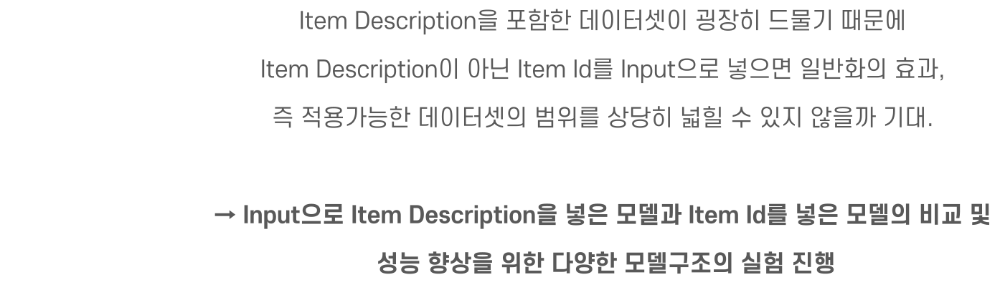 Item Description을 포함한 데이터셋이 굉장히 드물기 때문에
Item Description이 아닌 Item Id를 Input으로 넣으면 일반화의 효과,
즉 적용가능한 데이터셋의 범위를 상당히 넓힐 수 있지 않을까 기대.
→ Input으로 Item Description을 넣은 모델과 Item Id를 넣은 모델의 비교 및
성능 향상을 위한 다양한 모델구조의 실험 진행